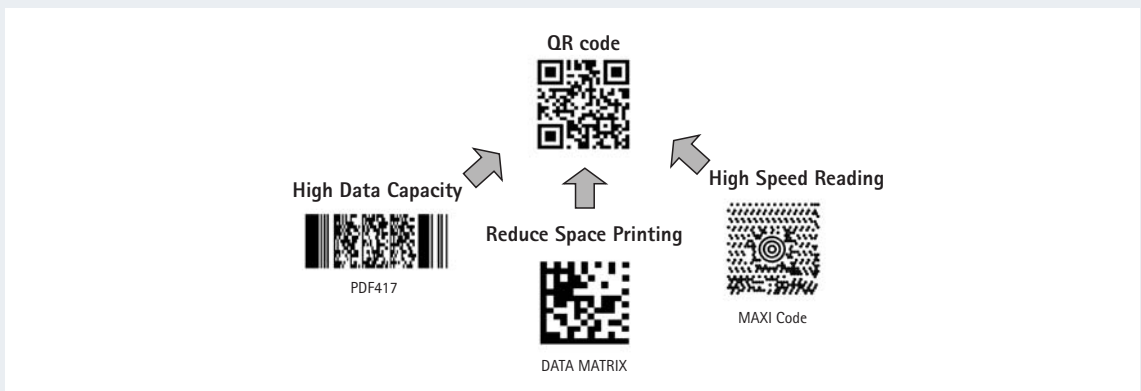 QR code
High Data Capacity
High Speed Reading
Reduce Space Printing
PDF417
MAXI Code
DATA MATRIX